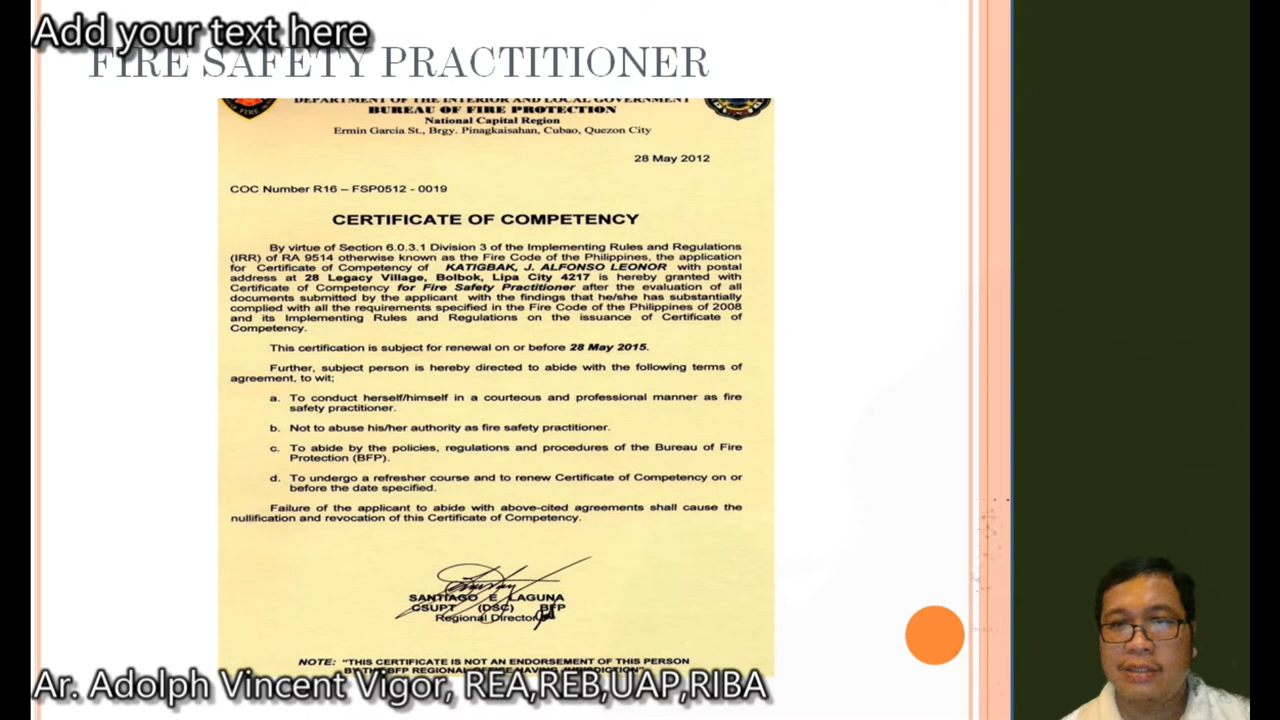 Add your text here
FIRE SAFETY PRACTITIONER
DEPARTMENT OF THE INTERIOR AND LOCAL GOVERNMENT
BUREAU OF FIRE PROTECTION
National Capital Region
Ermin Garcia St., Brgy. Pinagkaisahan, Cubao, Quezon City
28 May 2012
COC Number R16 – FSP0512 - 0019
CERTIFICATE OF COMPETENCY
By virtue of Section 6.0.3.1 Division 3 of the Implementing Rules and Regulations
(IRR) of RA 9514 otherwise known as the Fire Code of the Philippines, the application
for Certificate of Competency of KATIGBAK, J. ALFONSO LEONOR with postal
address at 28 Legacy Village, Bolbok, Lipa City 4217 is hereby granted with
Certificate of Competency for Fire Safety Practitioner after the evaluation of all
documents submitted by the applicant with the findings that he/she has substantially
complied with all the requirements specified in the Fire Code of the Philippines of 2008
and its Implementing Rules and Regulations on the issuance of Certificate of
Competency.
This certification is subject for renewal on or before 28 May 2015.
Further, subject person is hereby directed to abide with the following terms of
agreement, to wit;
a. To conduct herself/himself in a courteous and professional manner as fire
safety practitioner.
b. Not to abuse his/her authority as fire safety practitioner.
c. To abide by the policies, regulations and procedures of the Bureau of Fire
Protection (BFP).
d. To undergo a refresher course and to renew Certificate of Competency on or
before the date specified.
Failure of the applicant to abide with above-cited agreements shall cause the
nullification and revocation of this Certificate of Competency.
SANTIAGO E LAGUNA
CSUPT (DSC) BFP
Regional Director
NOTE: "THIS CERTIFICATE IS NOT AN ENDORSEMENT OF THIS PERSON
BY THE BFP REGIONAL OFFICE HAVING JURISDICTION"
Ar. Adolph Vincent Vigor, REA,REB,UAP,RIBA